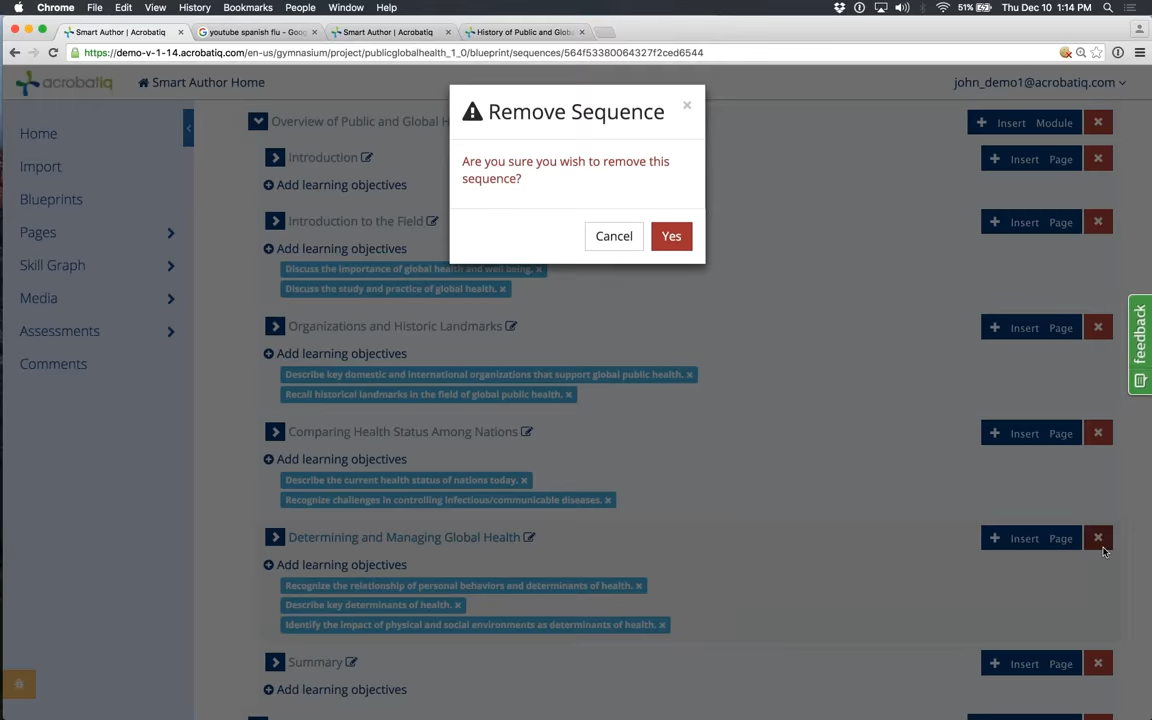 Chrome File Edit View History Bookmarks People Window Help 51% Thu Dec 10 1:14 PM
Smart Author | Acrobatiq × youtube spanish flu - Goog × Smart Author | Acrobatiq × History of Public and Global ×
https://demo-v-1-14.acrobatiq.com/en-us/gymnasium/project/publicglobalhealth_1_0/blueprint/sequences/564f53380064327f2ced6544
acrobatiq Smart Author Home john_demo1@acrobatiq.com
Home
Import
Blueprints
Pages
Skill Graph
Media
Assessments
Comments
Remove Sequence ×
Are you sure you wish to remove this
sequence?
Cancel Yes
Overview of Public and Global H + Insert Module ×
Introduction + Insert Page ×
Add learning objectives
Introduction to the Field + Insert Page ×
Add learning objectives
Discuss the importance of global health and well being. ×
Discuss the study and practice of global health. ×
Organizations and Historic Landmarks + Insert Page ×
Add learning objectives
Describe key domestic and international organizations that support global public health. ×
Recall historical landmarks in the field of global public health. ×
Comparing Health Status Among Nations + Insert Page ×
Add learning objectives
Describe the current health status of nations today. ×
Recognize challenges in controlling infectious/communicable diseases. ×
Determining and Managing Global Health + Insert Page ×
Add learning objectives
Recognize the relationship of personal behaviors and determinants of health. ×
Describe key determinants of health. ×
Identify the impact of physical and social environments as determinants of health. ×
Summary + Insert Page ×
Add learning objectives
feedback